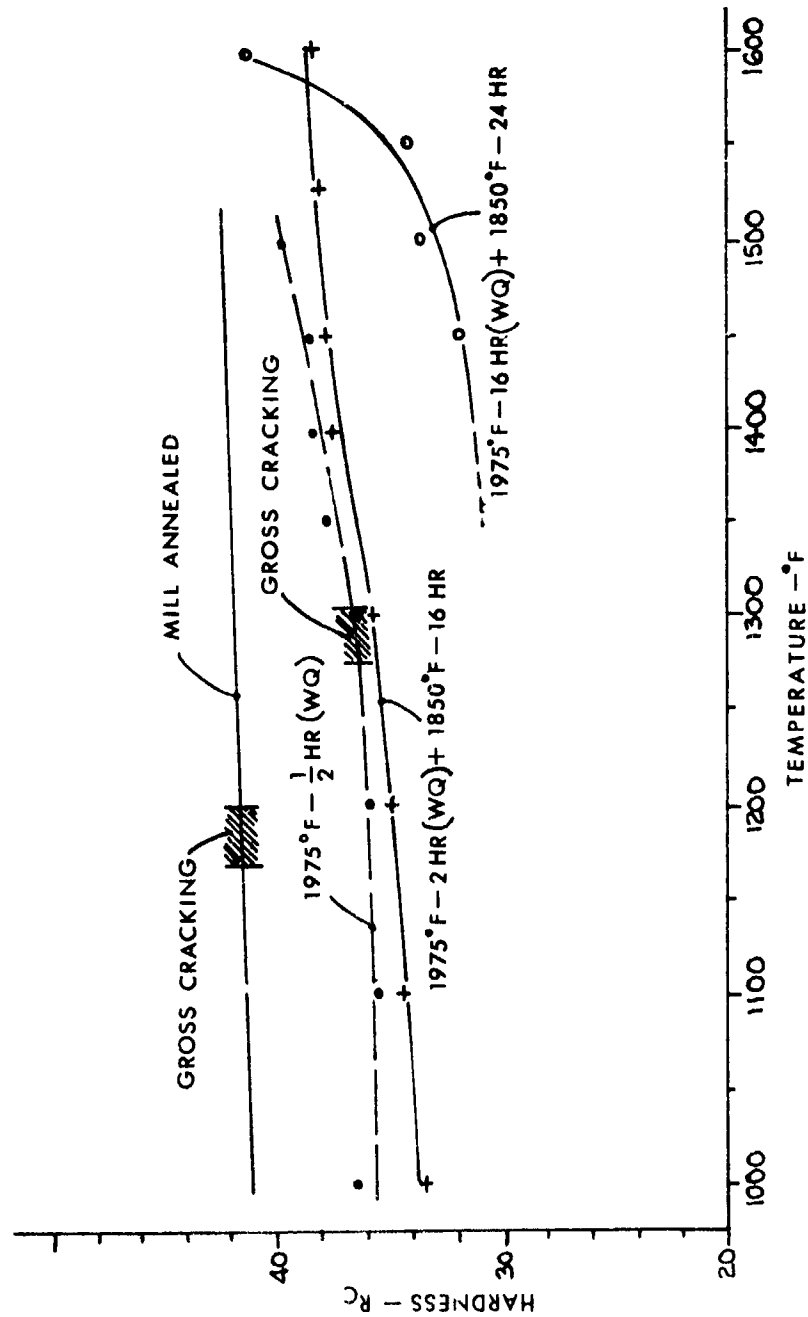 GROSS CRACKING
MILL ANNEALED
1975°F – 1/2 HR (WQ)
GROSS CRACKING
1975°F – 2 HR (WQ) + 1850°F – 16 HR
1975°F – 16 HR (WQ) + 1850°F – 24 HR
HARDNESS – RC
40
30
20
1000
1100
1200
1300
1400
1500
1600
TEMPERATURE – °F